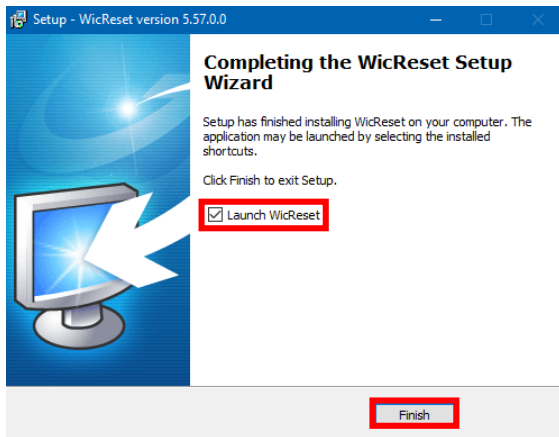 Setup - WicReset version 5.57.0.0
Completing the WicReset Setup
Wizard
Setup has finished installing WicReset on your computer. The
application may be launched by selecting the installed
shortcuts.
Click Finish to exit Setup.
Launch WicReset
Finish